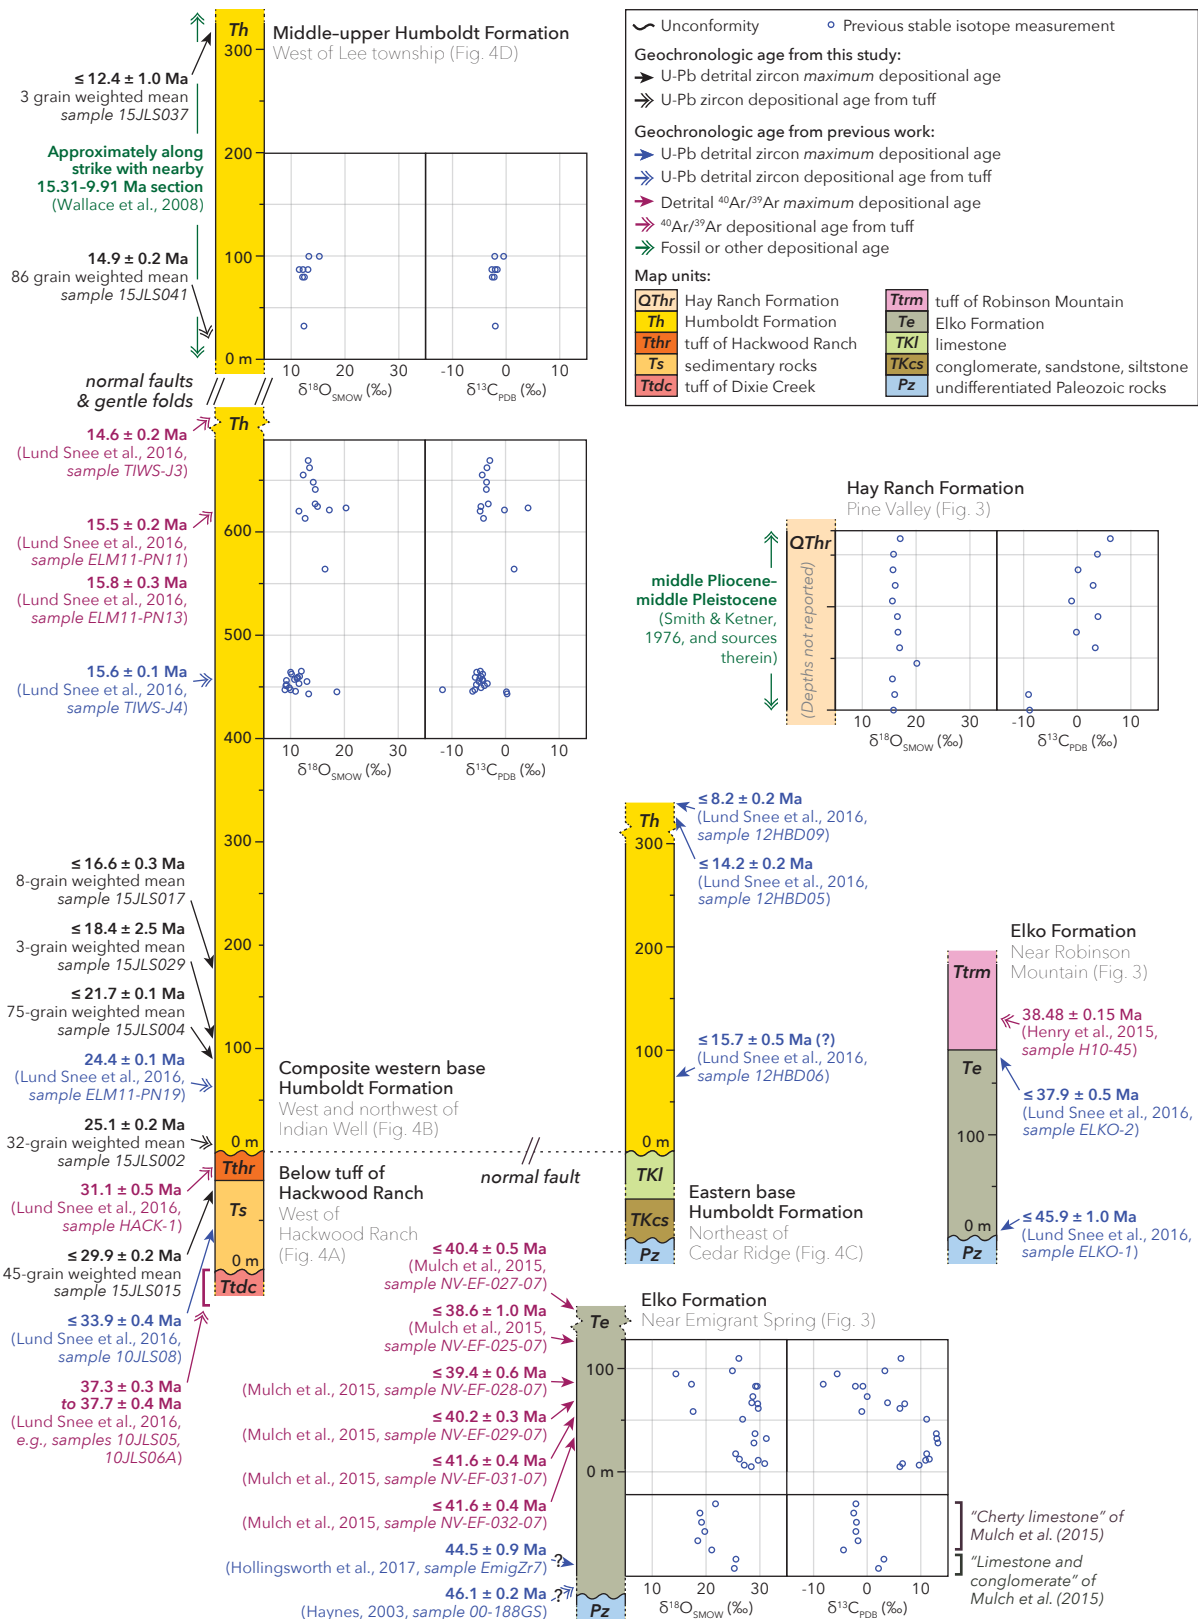 Th
300
200
100
0 m
Middle–upper Humboldt Formation
West of Lee township (Fig. 4D)
≤ 12.4 ± 1.0 Ma
3 grain weighted mean
sample 15JLS037
Approximately along
strike with nearby
15.31–9.91 Ma section
(Wallace et al., 2008)
14.9 ± 0.2 Ma
86 grain weighted mean
sample 15JLS041
10 20 30
-10 0 10
δ¹⁸O_SMOW (‰)
δ¹³C_PDB (‰)
normal faults
& gentle folds
Unconformity
Previous stable isotope measurement
Geochronologic age from this study:
U-Pb detrital zircon maximum depositional age
U-Pb zircon depositional age from tuff
Geochronologic age from previous work:
U-Pb detrital zircon maximum depositional age
U-Pb detrital zircon depositional age from tuff
Detrital ⁴⁰Ar/³⁹Ar maximum depositional age
⁴⁰Ar/³⁹Ar depositional age from tuff
Fossil or other depositional age
Map units:
QThr Hay Ranch Formation
Th Humboldt Formation
Tthr tuff of Hackwood Ranch
Ts sedimentary rocks
Ttdc tuff of Dixie Creek
Ttrm tuff of Robinson Mountain
Te Elko Formation
TKl limestone
TKcs conglomerate, sandstone, siltstone
Pz undifferentiated Paleozoic rocks
Th
600
500
400
300
200
100
0 m
14.6 ± 0.2 Ma
(Lund Snee et al., 2016,
sample TIWS-J3)
15.5 ± 0.2 Ma
(Lund Snee et al., 2016,
sample ELM11-PN11)
15.8 ± 0.3 Ma
(Lund Snee et al., 2016,
sample ELM11-PN13)
15.6 ± 0.1 Ma
(Lund Snee et al., 2016,
sample TIWS-J4)
10 20 30
-10 0 10
δ¹⁸O_SMOW (‰)
δ¹³C_PDB (‰)
≤ 16.6 ± 0.3 Ma
8-grain weighted mean
sample 15JLS017
≤ 18.4 ± 2.5 Ma
3-grain weighted mean
sample 15JLS029
≤ 21.7 ± 0.1 Ma
75-grain weighted mean
sample 15JLS004
24.4 ± 0.1 Ma
(Lund Snee et al., 2016,
sample ELM11-PN19)
25.1 ± 0.2 Ma
32-grain weighted mean
sample 15JLS002
Composite western base
Humboldt Formation
West and northwest of
Indian Well (Fig. 4B)
Tthr
Ts
0 m
Ttdc
31.1 ± 0.5 Ma
(Lund Snee et al., 2016,
sample HACK-1)
≤ 29.9 ± 0.2 Ma
45-grain weighted mean
sample 15JLS015
≤ 33.9 ± 0.4 Ma
(Lund Snee et al., 2016,
sample 10JLS08)
37.3 ± 0.3 Ma
to 37.7 ± 0.4 Ma
(Lund Snee et al., 2016,
e.g., samples 10JLS05,
10JLS06A)
Below tuff of
Hackwood Ranch
West of
Hackwood Ranch
(Fig. 4A)
normal fault
Hay Ranch Formation
Pine Valley (Fig. 3)
QThr
(Depths not reported)
middle Pliocene–
middle Pleistocene
(Smith & Ketner,
1976, and sources
therein)
10 20 30
-10 0 10
δ¹⁸O_SMOW (‰)
δ¹³C_PDB (‰)
Th
300
200
100
0 m
TKl
TKcs
Pz
≤ 8.2 ± 0.2 Ma
(Lund Snee et al., 2016,
sample 12HBD09)
≤ 14.2 ± 0.2 Ma
(Lund Snee et al., 2016,
sample 12HBD05)
≤ 15.7 ± 0.5 Ma (?)
(Lund Snee et al., 2016,
sample 12HBD06)
Eastern base
Humboldt Formation
Northeast of
Cedar Ridge (Fig. 4C)
Elko Formation
Near Robinson
Mountain (Fig. 3)
Ttrm
Te
100
0 m
Pz
38.48 ± 0.15 Ma
(Henry et al., 2015,
sample H10-45)
≤ 37.9 ± 0.5 Ma
(Lund Snee et al., 2016,
sample ELKO-2)
≤ 45.9 ± 1.0 Ma
(Lund Snee et al., 2016,
sample ELKO-1)
Elko Formation
Near Emigrant Spring (Fig. 3)
Te
100
0 m
Pz
≤ 40.4 ± 0.5 Ma
(Mulch et al., 2015,
sample NV-EF-027-07)
≤ 38.6 ± 1.0 Ma
(Mulch et al., 2015,
sample NV-EF-025-07)
≤ 39.4 ± 0.6 Ma
(Mulch et al., 2015, sample NV-EF-028-07)
≤ 40.2 ± 0.3 Ma
(Mulch et al., 2015, sample NV-EF-029-07)
≤ 41.6 ± 0.4 Ma
(Mulch et al., 2015, sample NV-EF-031-07)
≤ 41.6 ± 0.4 Ma
(Mulch et al., 2015, sample NV-EF-032-07)
44.5 ± 0.9 Ma
(Hollingsworth et al., 2017, sample EmigZr7)
?
46.1 ± 0.2 Ma
(Haynes, 2003, sample 00-188GS)
?
10 20 30
-10 0 10
δ¹⁸O_SMOW (‰)
δ¹³C_PDB (‰)
"Cherty limestone" of
Mulch et al. (2015)
"Limestone and
conglomerate" of
Mulch et al. (2015)